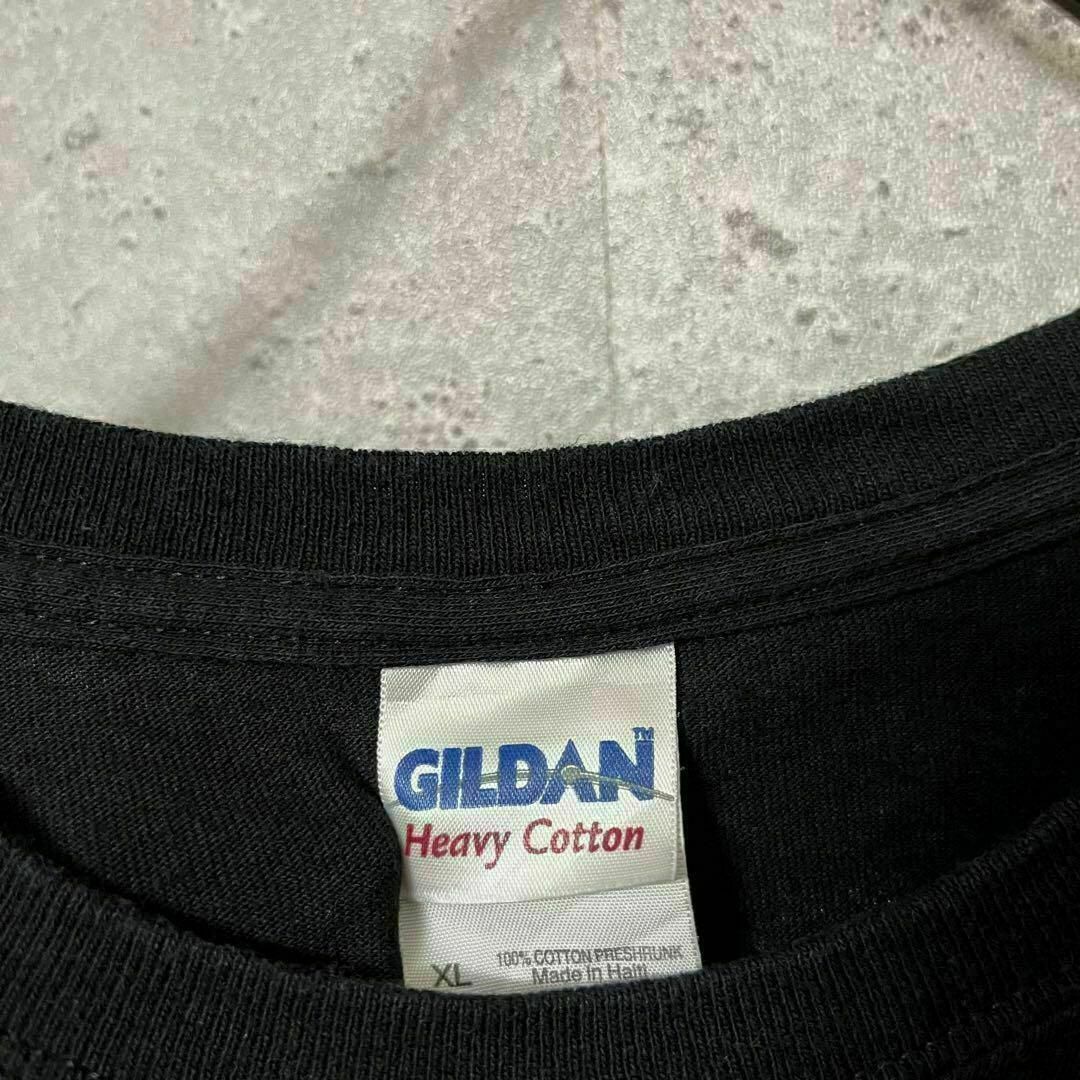 GILDAN™
Heavy Cotton
100% COTTON PRESHRUNK
XL Made in Haiti